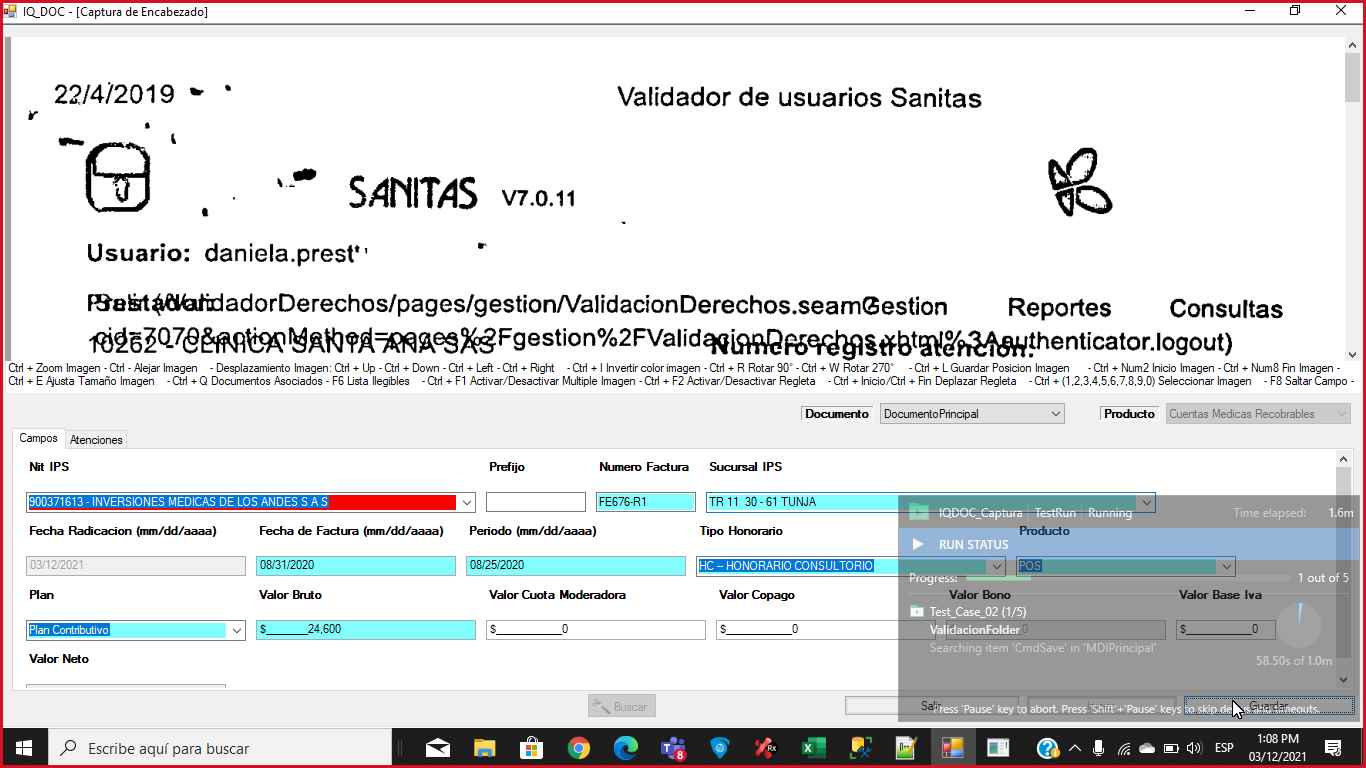 IQ_DOC - [Captura de Encabezado]
22/4/2019
Validador de usuarios Sanitas
SANITAS V7.0.11
Usuario: daniela.prest
(/ValidadorDerechos/pages/gestion/ValidacionDerechos.seam?
Gestion Reportes Consultas
cid=7070&actionMethod=pages%2Fgestion%2FValidacionDerechos.xhtml%3Aauthenticator.logout)
10262 - CLINICA SANTA ANA SAS
Numero registro atencion:
Ctrl + Zoom Imagen - Ctrl - Alejar Imagen - Desplazamiento Imagen: Ctrl + Up - Ctrl + Down - Ctrl + Left - Ctrl + Right - Ctrl + I Invertir color imagen - Ctrl + R Rotar 90° - Ctrl + W Rotar 270° - Ctrl + L Guardar Posicion Imagen - Ctrl + Num2 Inicio Imagen - Ctrl + Num8 Fin Imagen -
Ctrl + E Ajusta Tamaño Imagen - Ctrl + Q Documentos Asociados - F6 Lista Ilegibles - Ctrl + F1 Activar/Desactivar Multiple Imagen - Ctrl + F2 Activar/Desactivar Regleta - Ctrl + Inicio/Ctrl + Fin Deplazar Regleta - Ctrl + (1,2,3,4,5,6,7,8,9,0) Seleccionar Imagen - F8 Saltar Campo -
Documento DocumentoPrincipal Producto Cuentas Medicas Recobrables
Campos Atenciones
Nit IPS Prefijo Numero Factura Sucursal IPS
900371613 - INVERSIONES MEDICAS DE LOS ANDES S A S FE676-R1 TR 11 30 - 61 TUNJA
IQDOC_Captura TestRun Running Time elapsed: 1.6m
Fecha Radicacion (mm/dd/aaaa) Fecha de Factura (mm/dd/aaaa) Periodo (mm/dd/aaaa) Tipo Honorario Producto
RUN STATUS
03/12/2021 08/31/2020 08/25/2020 HC – HONORARIO CONSULTORIO POS
Progress: 1 out of 5
Plan Valor Bruto Valor Cuota Moderadora Valor Copago Valor Bono Valor Base Iva
Test_Case_02 (1/5)
Plan Contributivo $_______24,600 $___________0 $___________0 0 $___________0
ValidacionFolder
Searching item 'CmdSave' in 'MDIPrincipal'
Valor Neto
58.50s of 1.0m
Buscar Salir Guardar
Press 'Pause' key to abort. Press 'Shift'+'Pause' keys to skip delays and timeouts.
Escribe aquí para buscar
8
ESP
1:08 PM
03/12/2021